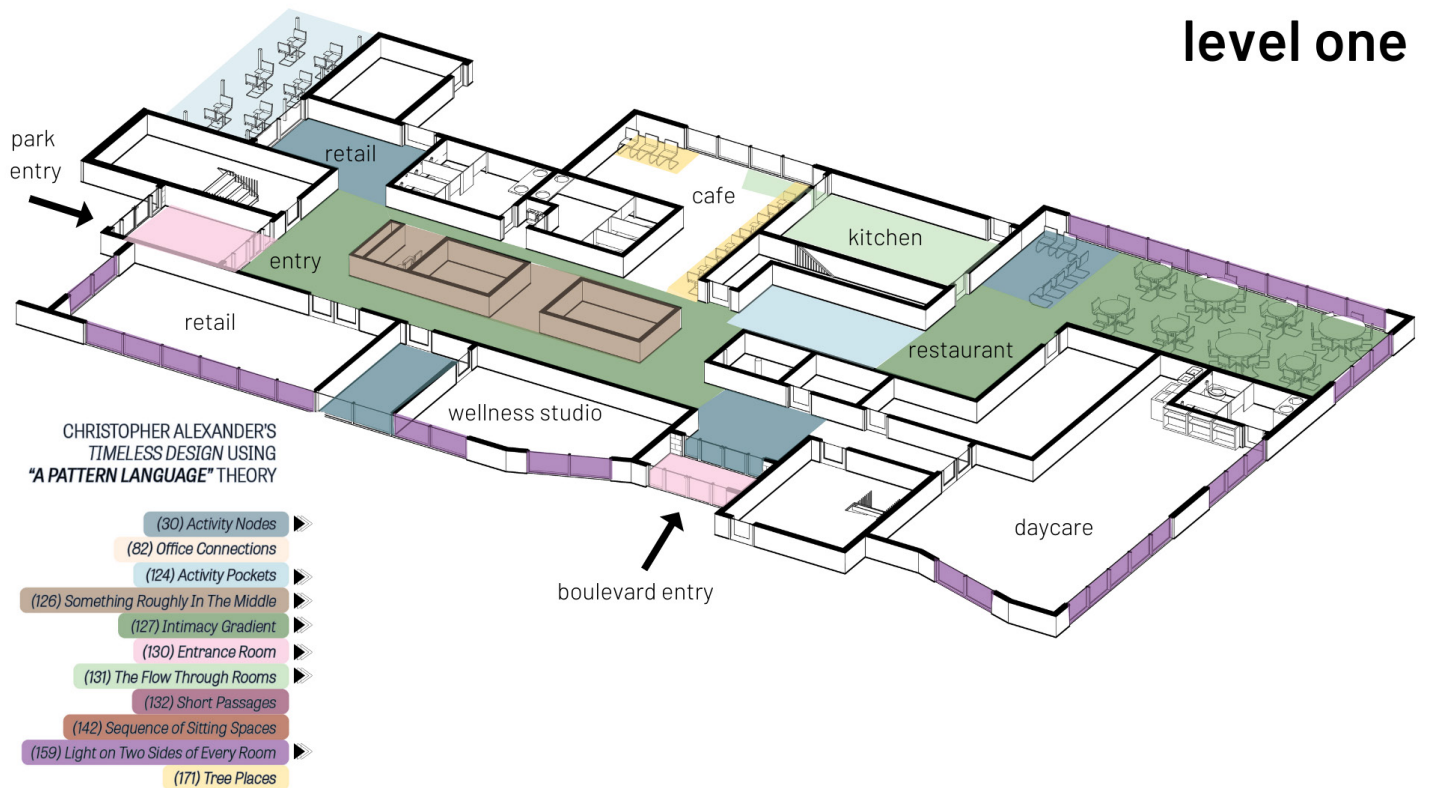 level one
park
entry
retail
cafe
kitchen
entry
retail
restaurant
wellness studio
daycare
boulevard entry
CHRISTOPHER ALEXANDER'S
TIMELESS DESIGN USING
"A PATTERN LANGUAGE" THEORY
(30) Activity Nodes
(82) Office Connections
(124) Activity Pockets
(126) Something Roughly In The Middle
(127) Intimacy Gradient
(130) Entrance Room
(131) The Flow Through Rooms
(132) Short Passages
(142) Sequence of Sitting Spaces
(159) Light on Two Sides of Every Room
(171) Tree Places